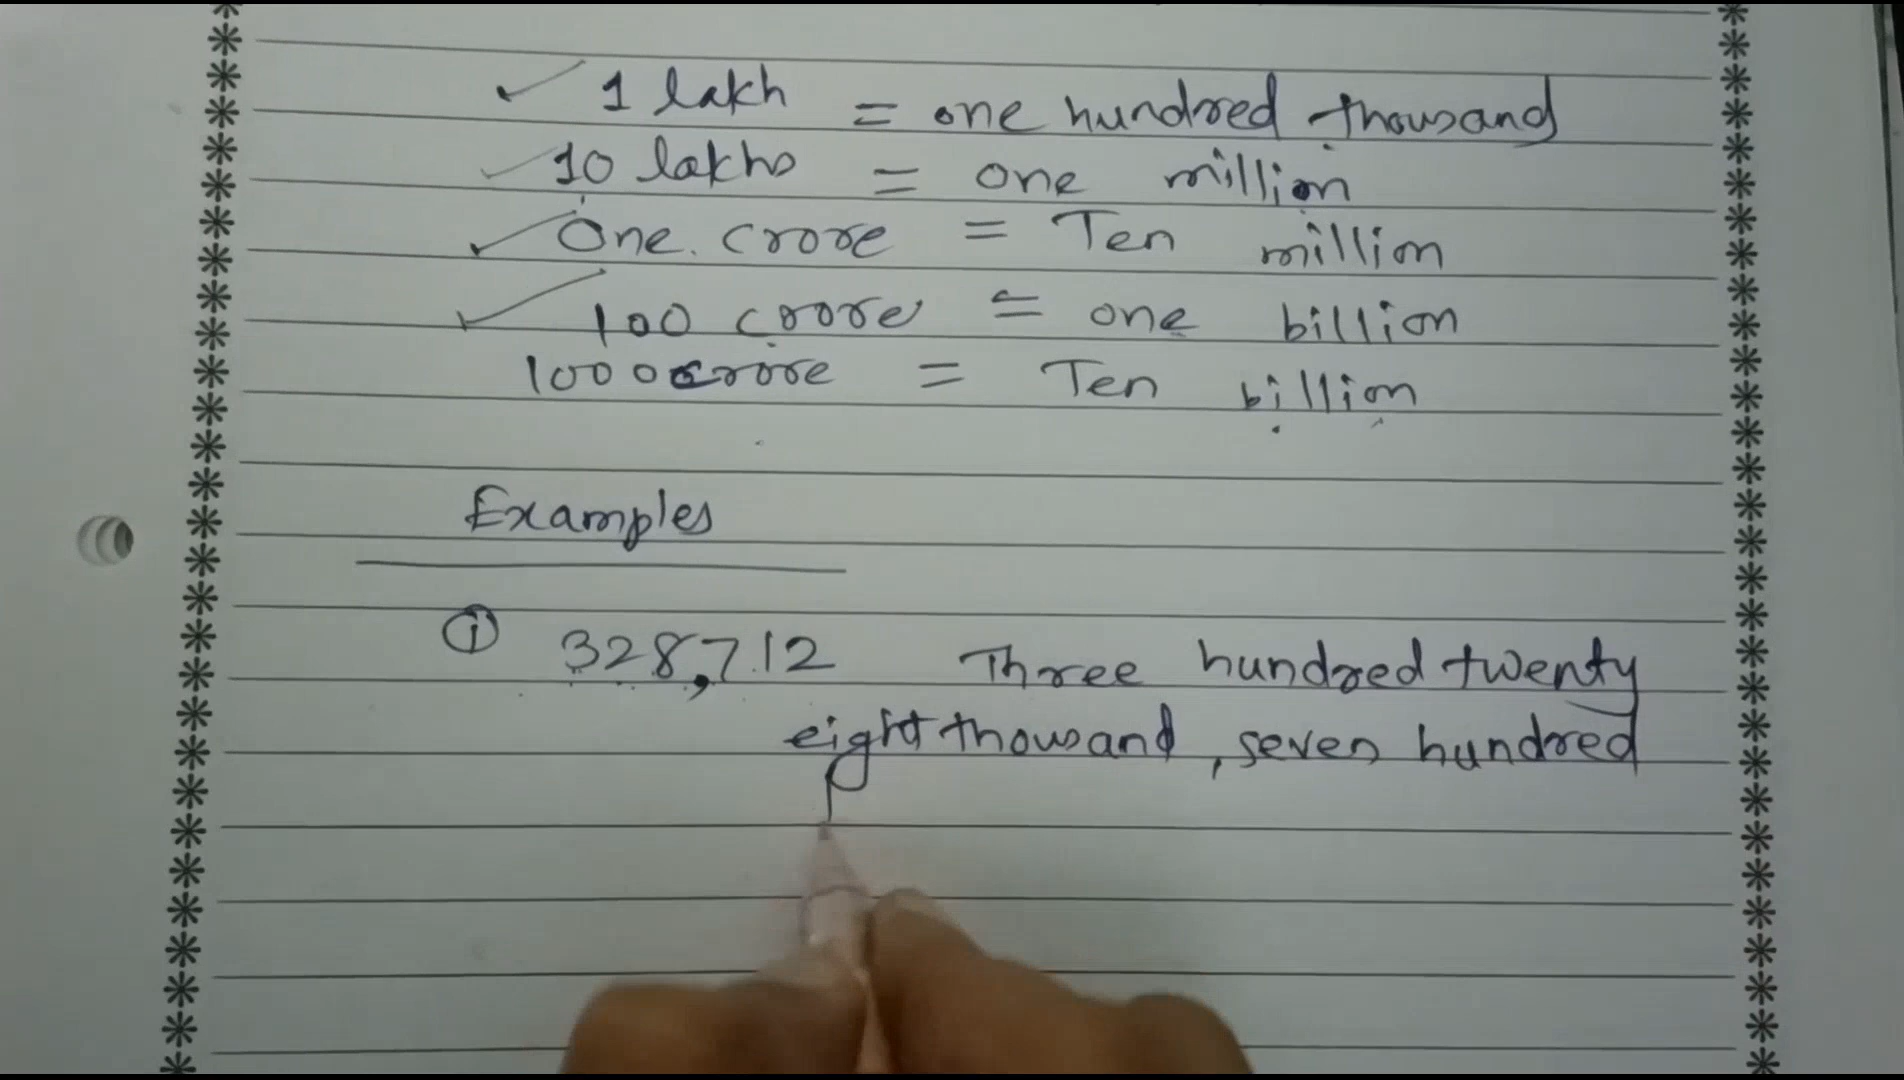 1 lakh = one hundred thousand
10 lakhs = one million
One crore = Ten million
100 crore = one billion
1000 crore = Ten billion
Examples
① 328,712 Three hundred twenty
eight thousand, seven hundred